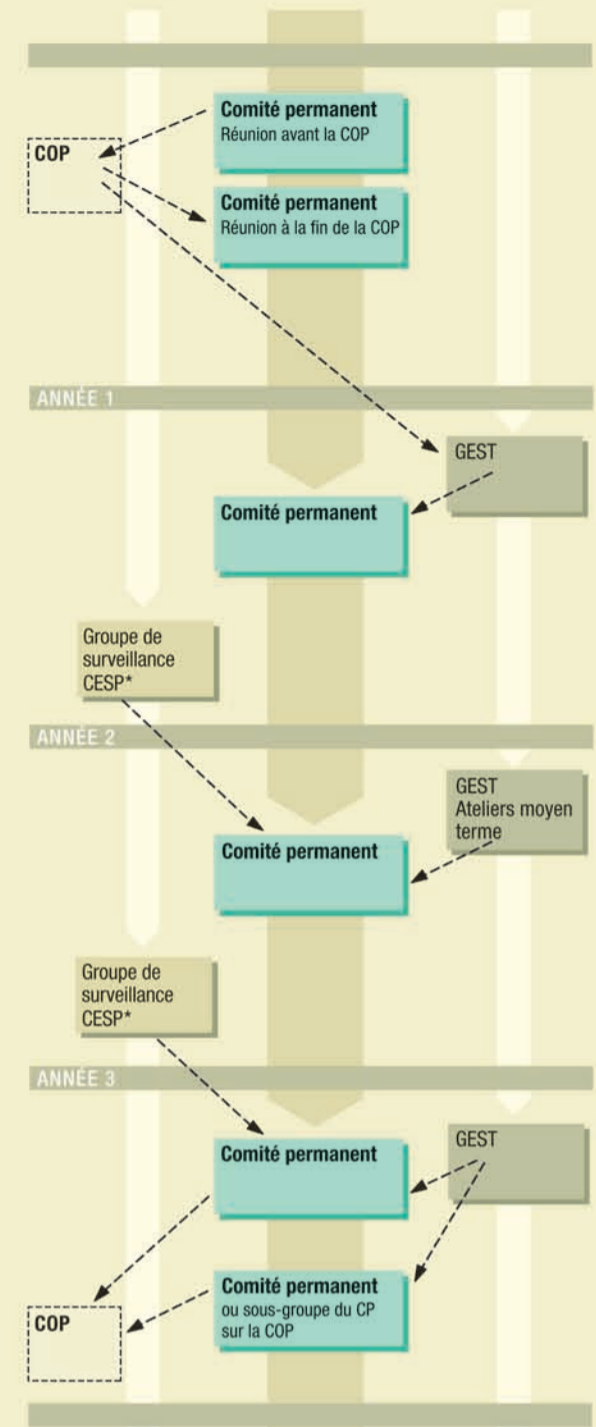 Comité permanent
Réunion avant la COP
COP
Comité permanent
Réunion à la fin de la COP
ANNÉE 1
GEST
Comité permanent
Groupe de
surveillance
CESP*
ANNÉE 2
GEST
Ateliers moyen
terme
Comité permanent
Groupe de
surveillance
CESP*
ANNÉE 3
GEST
Comité permanent
Comité permanent
ou sous-groupe du CP
sur la COP
COP